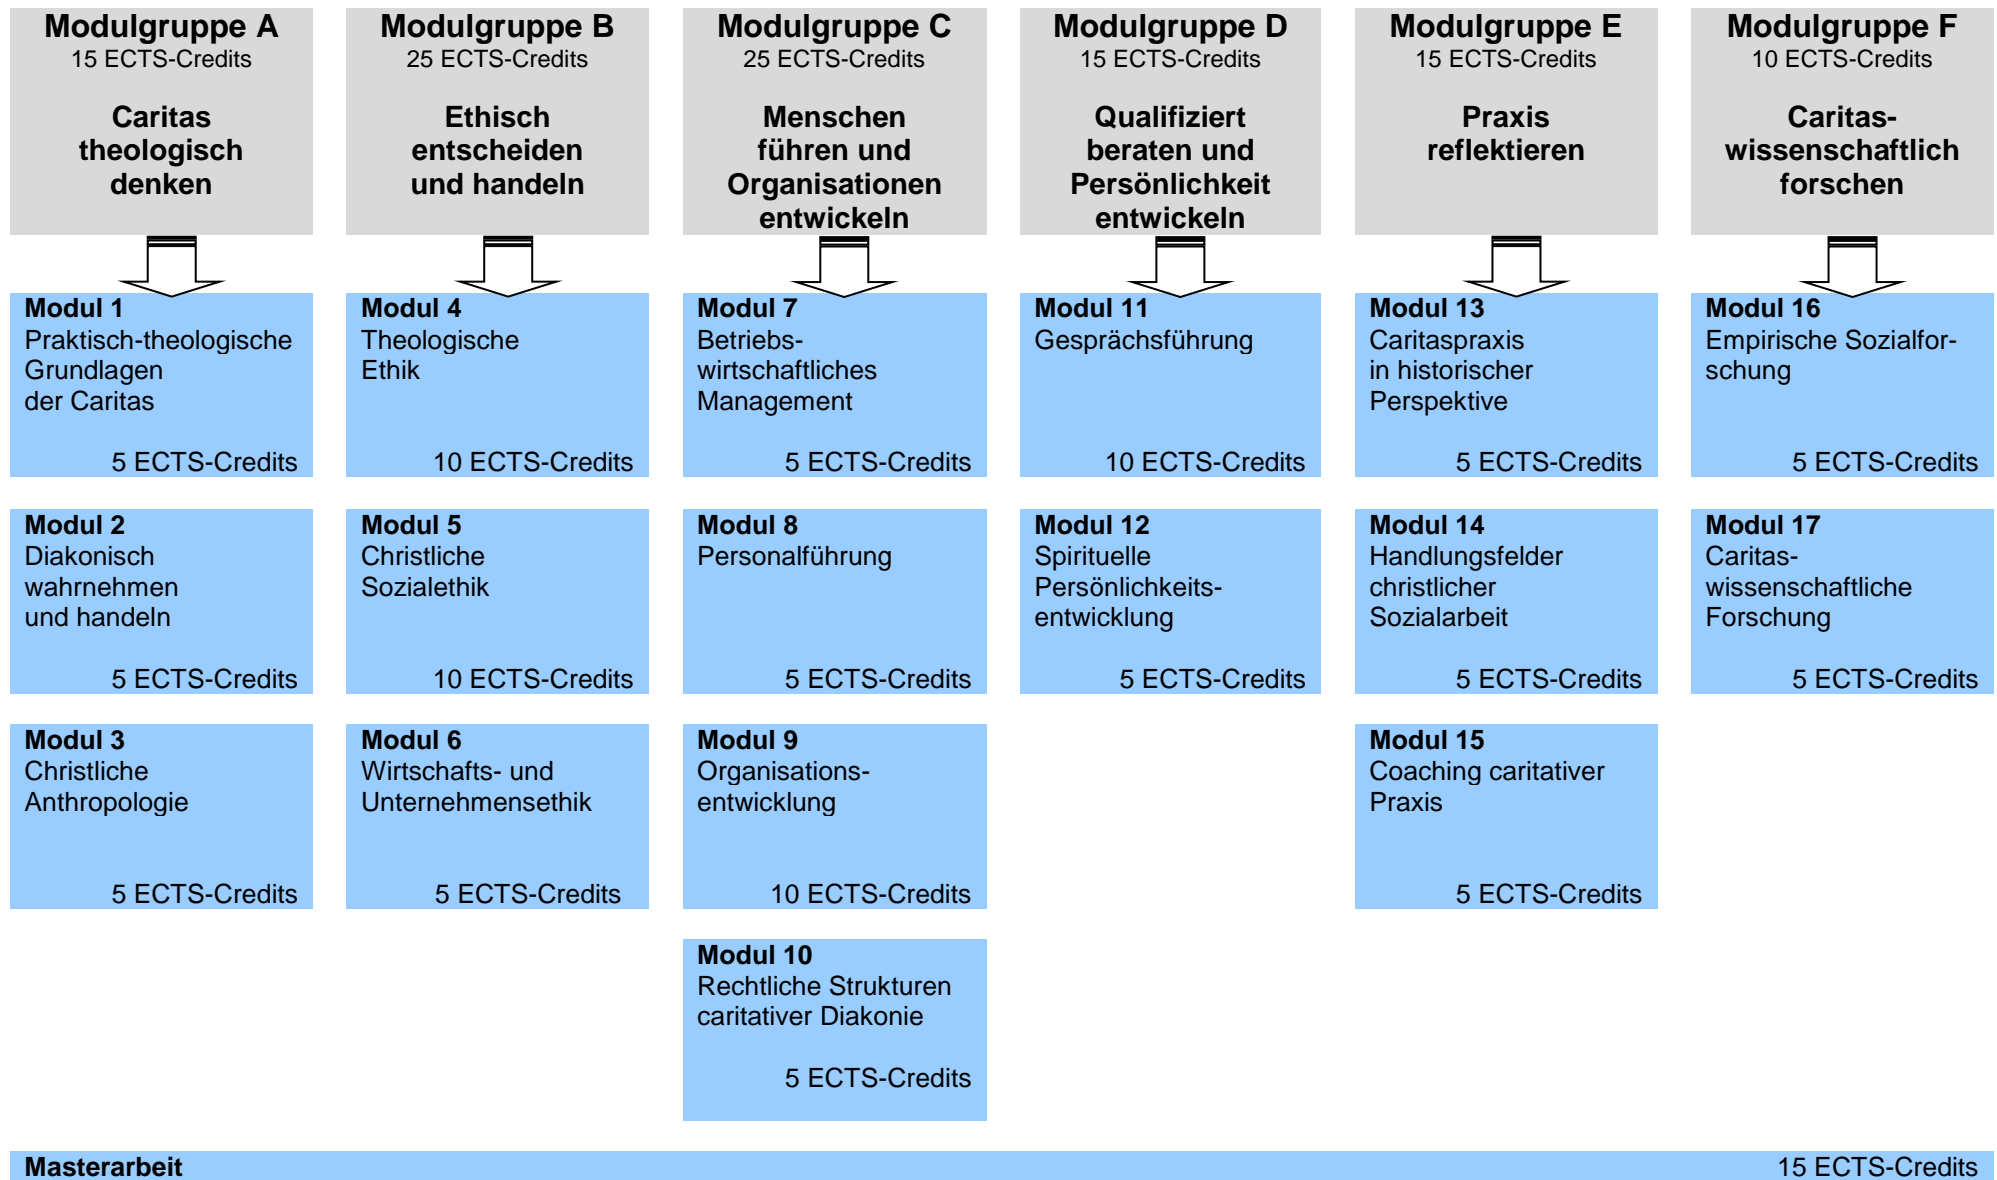 Modulgruppe A
15 ECTS-Credits
Caritas
theologisch
denken
Modulgruppe B
25 ECTS-Credits
Ethisch
entscheiden
und handeln
Modulgruppe C
25 ECTS-Credits
Menschen
führen und
Organisationen
entwickeln
Modulgruppe D
15 ECTS-Credits
Qualifiziert
beraten und
Persönlichkeit
entwickeln
Modulgruppe E
15 ECTS-Credits
Praxis
reflektieren
Modulgruppe F
10 ECTS-Credits
Caritas-
wissenschaftlich
forschen
Modul 1
Praktisch-theologische
Grundlagen
der Caritas
5 ECTS-Credits
Modul 4
Theologische
Ethik
10 ECTS-Credits
Modul 7
Betriebs-
wirtschaftliches
Management
5 ECTS-Credits
Modul 11
Gesprächsführung
10 ECTS-Credits
Modul 13
Caritaspraxis
in historischer
Perspektive
5 ECTS-Credits
Modul 16
Empirische Sozialfor-
schung
5 ECTS-Credits
Modul 2
Diakonisch
wahrnehmen
und handeln
5 ECTS-Credits
Modul 5
Christliche
Sozialethik
10 ECTS-Credits
Modul 8
Personalführung
5 ECTS-Credits
Modul 12
Spirituelle
Persönlichkeits-
entwicklung
5 ECTS-Credits
Modul 14
Handlungsfelder
christlicher
Sozialarbeit
5 ECTS-Credits
Modul 17
Caritas-
wissenschaftliche
Forschung
5 ECTS-Credits
Modul 3
Christliche
Anthropologie
5 ECTS-Credits
Modul 6
Wirtschafts- und
Unternehmensethik
5 ECTS-Credits
Modul 9
Organisations-
entwicklung
10 ECTS-Credits
Modul 15
Coaching caritativer
Praxis
5 ECTS-Credits
Modul 10
Rechtliche Strukturen
caritativer Diakonie
5 ECTS-Credits
Masterarbeit 15 ECTS-Credits